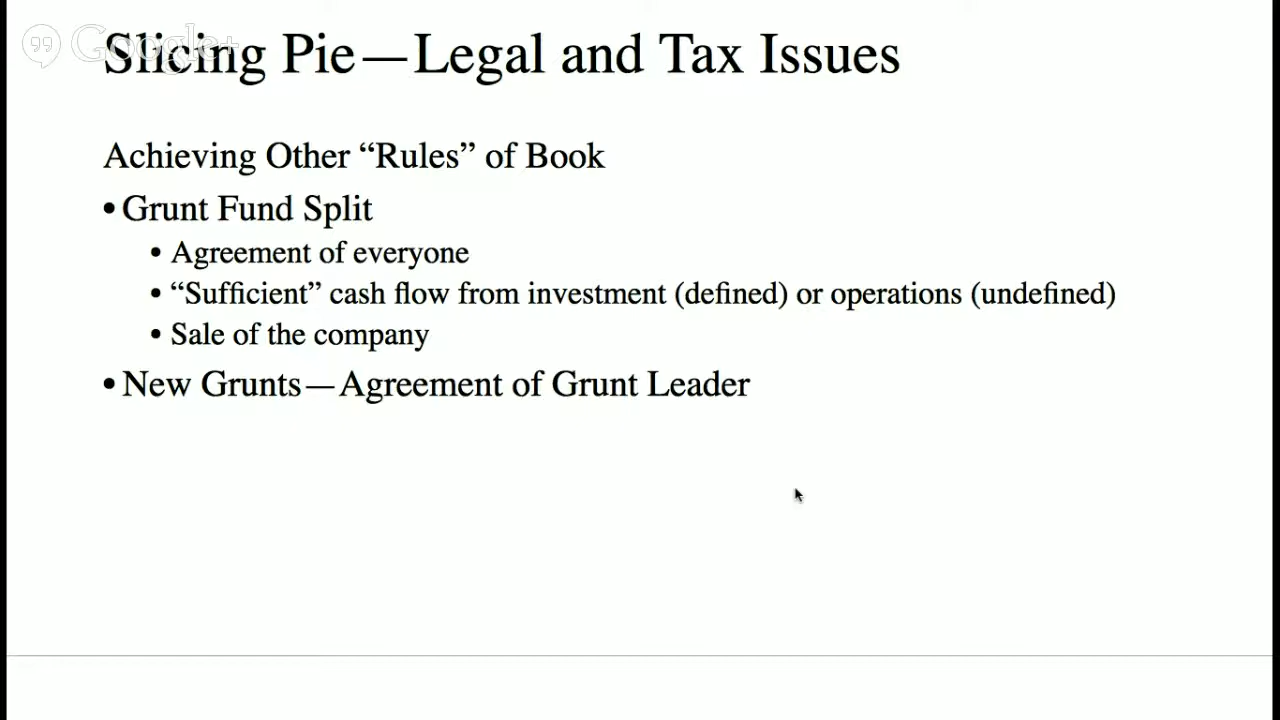 Google+
Slicing Pie—Legal and Tax Issues
Achieving Other “Rules” of Book
• Grunt Fund Split
• Agreement of everyone
• “Sufficient” cash flow from investment (defined) or operations (undefined)
• Sale of the company
• New Grunts—Agreement of Grunt Leader